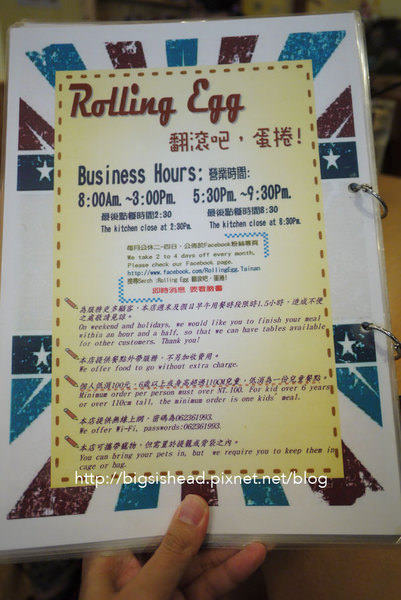 Rolling Egg
翻滾吧，蛋捲!
Business Hours: 營業時間:
8:00Am.~3:00Pm. 5:30Pm.~9:30Pm.
最後點餐時間2:30 最後點餐時間8:30
The kitchen close at 2:30Pm. The kitchen close at 8:30Pm.
每月公休二~四日，公佈於Facebook粉絲專頁
We take 2 to 4 days off every month,
Please check our Facebook page.
http://www.facebook.com/RollingEgg.Tainan
搜尋Serch :Rolling Egg 翻滾吧，蛋捲!
即時消息 要看臉書
為服務更多顧客，本店週末及假日早午用餐時段限時1.5小時，造成不便
之處敬請見諒。
On weekend and holidays, we would like you to finish your meal
within an hour and a half, so that we can have tables available
for other customers. Thank you!
本店提供餐點外帶服務，不另加收費用。
We offer food to go without extra charge.
個人低消100元，6歲以上或身高超過110CM兒童，低消為一份兒童餐點。
Minimum order per person must over NT.100. For kid over 6 years
or over 110cm tall, the minimum order is one kids' meal.
本店提供無線上網，密碼為062361993.
We offer Wi-Fi, passwords:062361993.
本店可攜帶寵物，但需置於提籠或背袋之內。
You can bring your pets in, but we require you to keep them in
cage or bag.
http://bigsishead.pixnet.net/blog